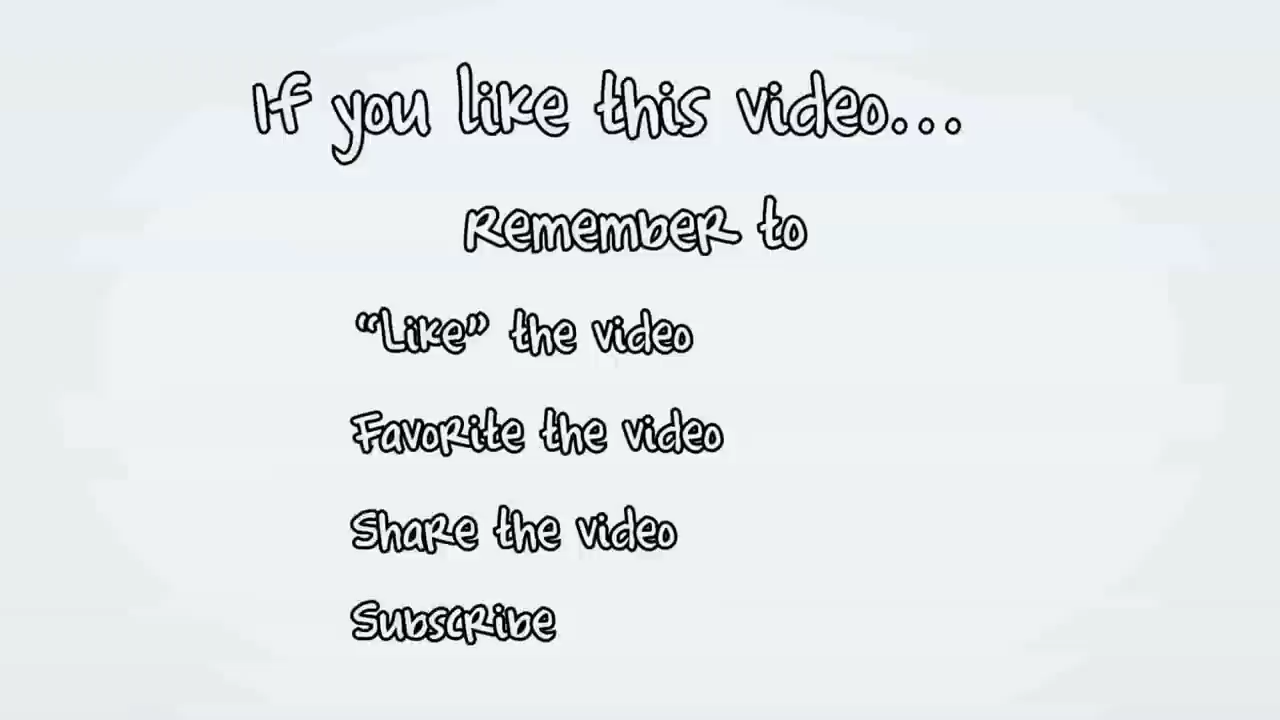 If you like this video...
Remember to
“Like” the video
Favorite the video
Share the video
Subscribe